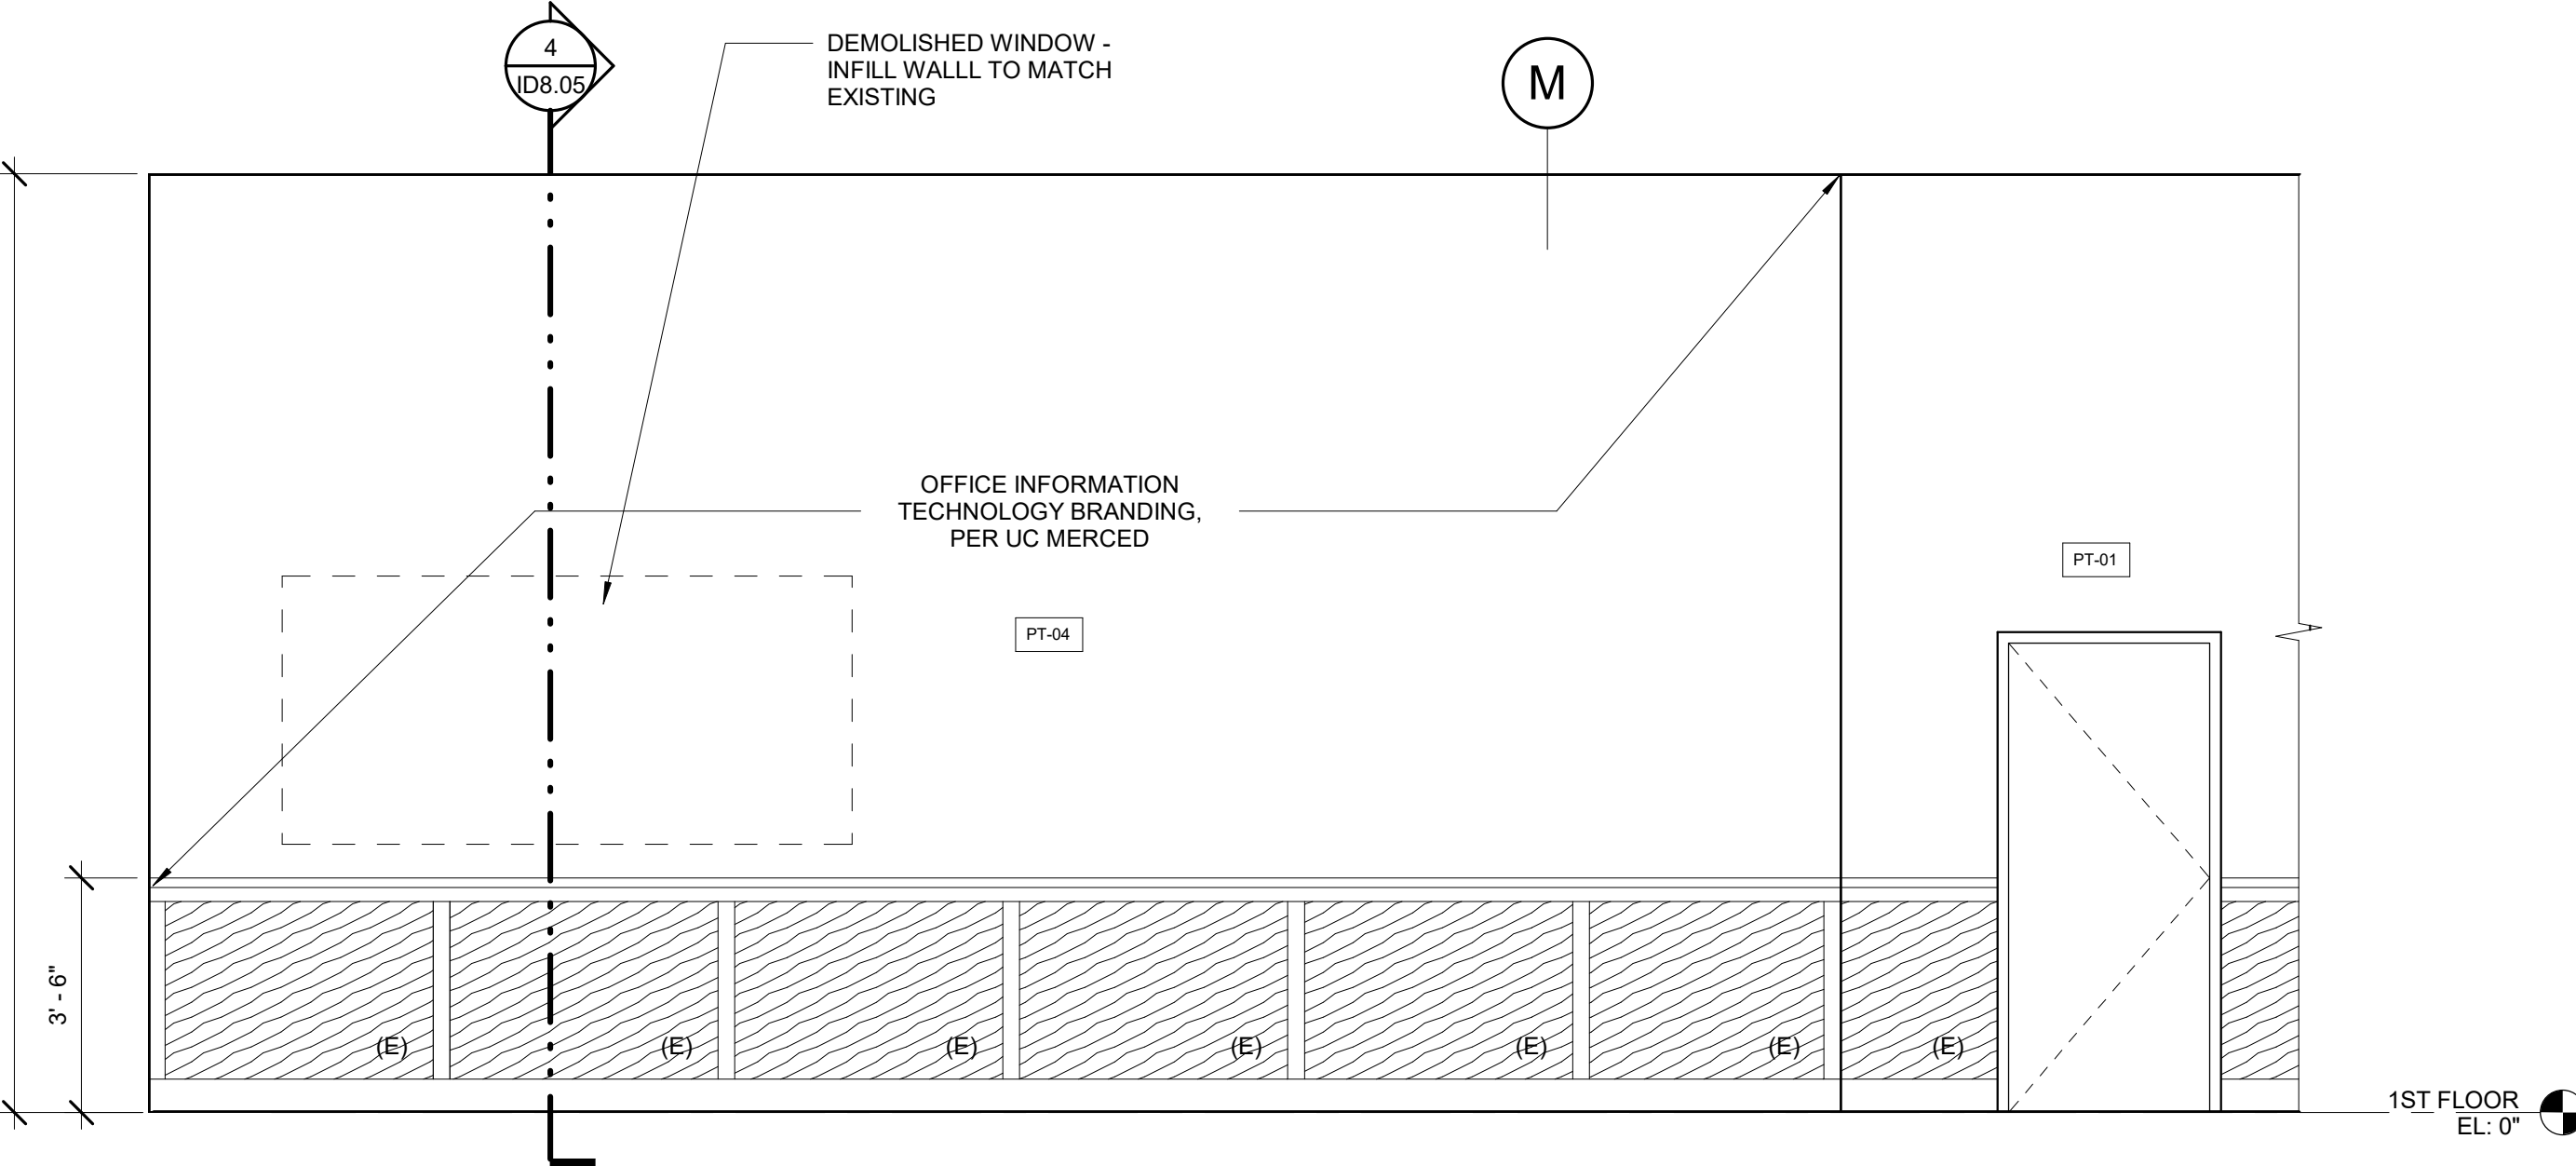 4
ID8.05
DEMOLISHED WINDOW -
INFILL WALLL TO MATCH
EXISTING
M
OFFICE INFORMATION
TECHNOLOGY BRANDING,
PER UC MERCED
PT-01
PT-04
3' - 6"
(E)
(E)
(E)
(E)
(E)
(E)
(E)
1ST FLOOR
EL: 0"